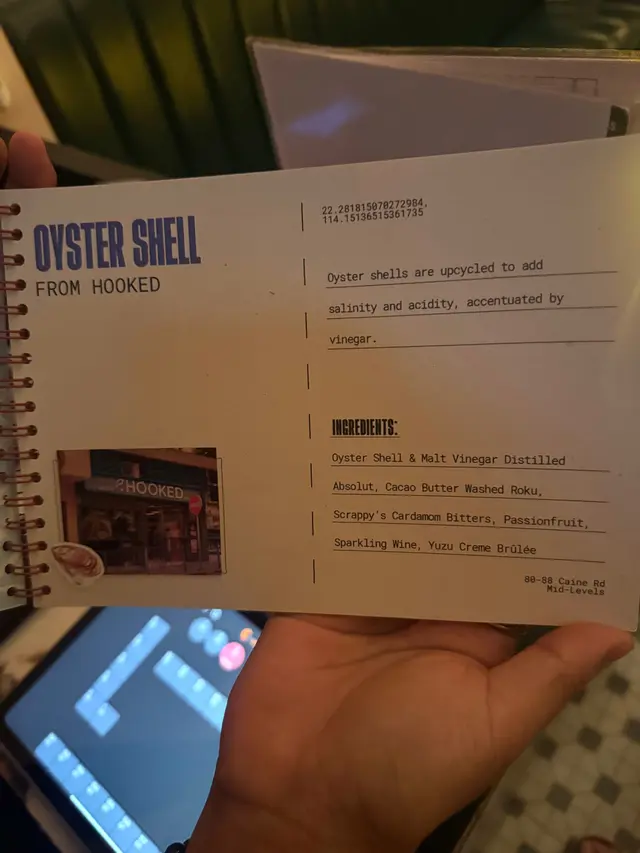 OYSTER SHELL
FROM HOOKED
HOOKED
22.281815070272984,
114.15136515361735
Oyster shells are upcycled to add
salinity and acidity, accentuated by
vinegar.
INGREDIENTS:
Oyster Shell & Malt Vinegar Distilled
Absolut, Cacao Butter Washed Roku,
Scrappy's Cardamom Bitters, Passionfruit,
Sparkling Wine, Yuzu Creme Brûlée
80-88 Caine Rd
Mid-Levels